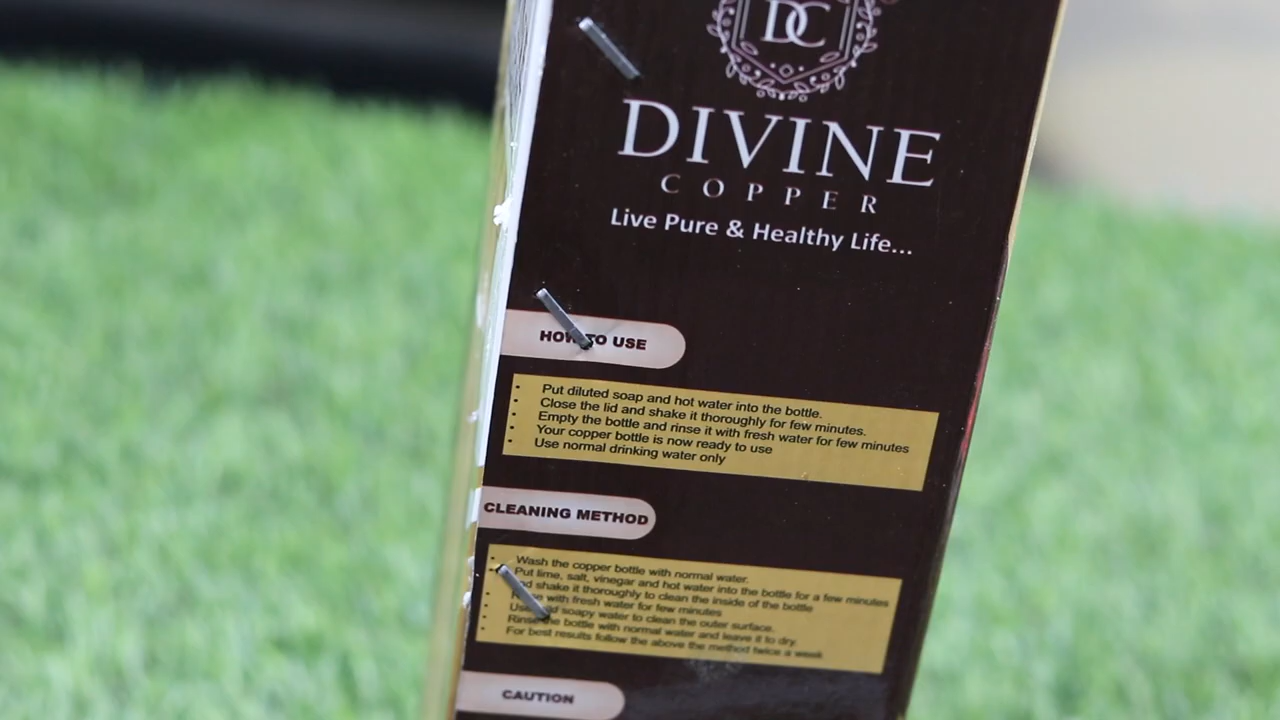 DC
DIVINE
COPPER
Live Pure & Healthy Life...
HOW TO USE
• Put diluted soap and hot water into the bottle.
• Close the lid and shake it thoroughly for few minutes.
• Empty the bottle and rinse it with fresh water for few minutes
• Your copper bottle is now ready to use
• Use normal drinking water only
CLEANING METHOD
• Wash the copper bottle with normal water.
• Put lime, salt, vinegar and hot water into the bottle for a few minutes
and shake it thoroughly to clean the inside of the bottle
• Rinse with fresh water for few minutes
• Use mild soapy water to clean the outer surface.
• Rinse the bottle with normal water and leave it to dry
• For best results follow the above the method twice a week
CAUTION